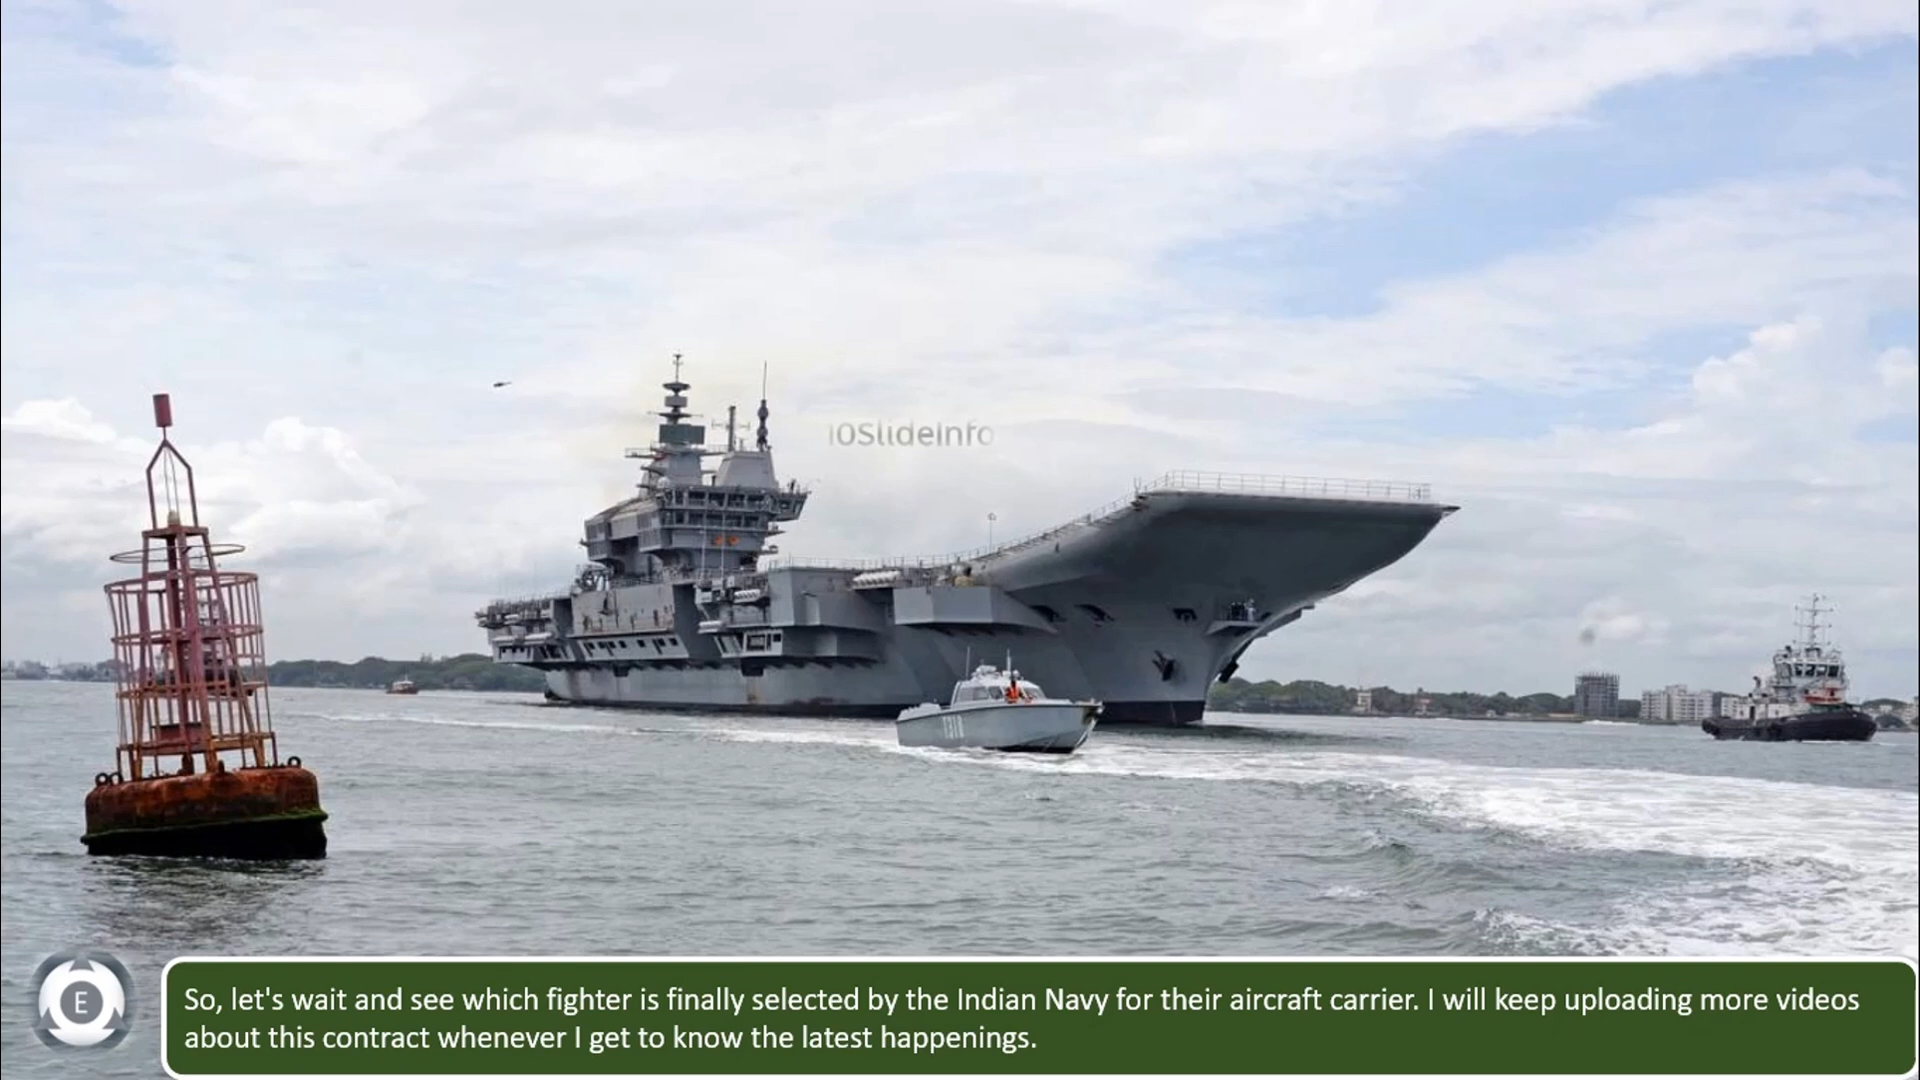 10SlideInfo
T318
E
So, let's wait and see which fighter is finally selected by the Indian Navy for their aircraft carrier. I will keep uploading more videos
about this contract whenever I get to know the latest happenings.